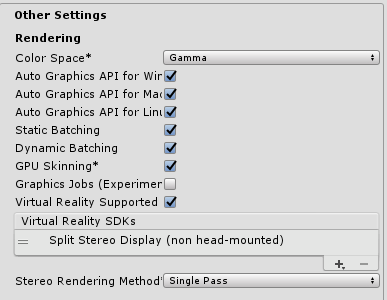 Other Settings
Rendering
Color Space* Gamma
Auto Graphics API for Win
Auto Graphics API for Mac
Auto Graphics API for Linu
Static Batching
Dynamic Batching
GPU Skinning*
Graphics Jobs (Experimen
Virtual Reality Supported
Virtual Reality SDKs
Split Stereo Display (non head-mounted)
Stereo Rendering Method* Single Pass